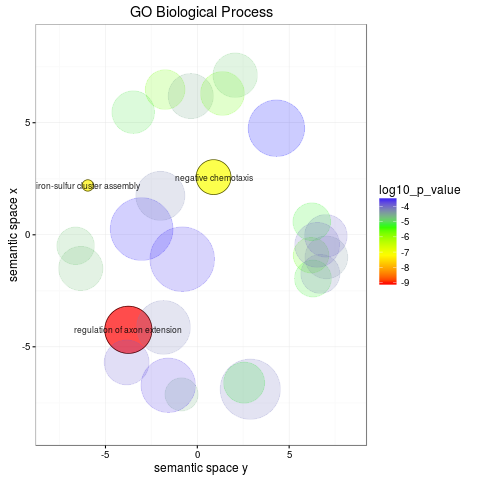 GO Biological Process
semantic space x
5
0
-5
iron-sulfur cluster assembly
negative chemotaxis
regulation of axon extension
-5
0
5
semantic space y
log10_p_value
-4
-5
-6
-7
-8
-9